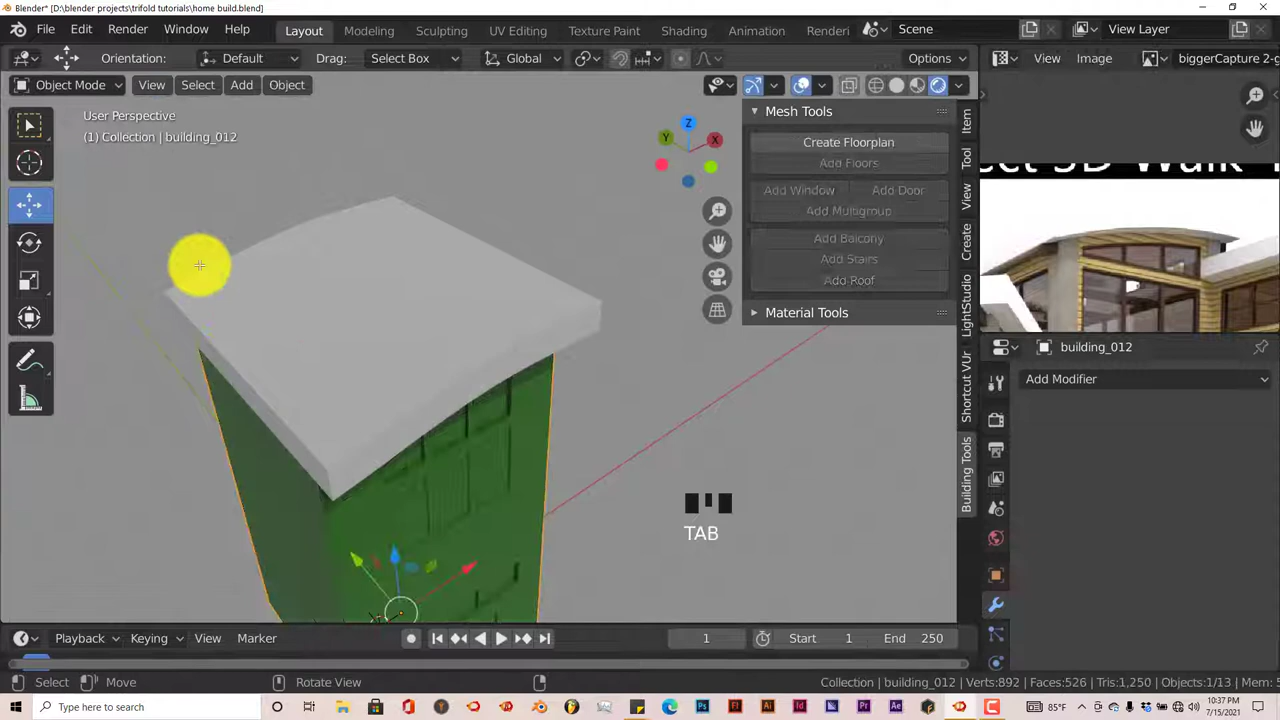 Blender* [D:\blender projects\trifold tutorials\home build.blend]
File Edit Render Window Help Layout Modeling Sculpting UV Editing Texture Paint Shading Animation Renderi Scene View Layer
Orientation: Default Drag: Select Box Global Options View Image biggerCapture 2-g
Object Mode View Select Add Object
User Perspective
(1) Collection | building_012
Z
Y
X
Mesh Tools
Create Floorplan
Add Floors
Add Window Add Door
Add Multigroup
Add Balcony
Add Stairs
Add Roof
Material Tools
Item
Tool
View
Create
LightStudio
Shortcut VUr
Building Tools
ect 3D Walk
building_012
Add Modifier
TAB
Playback Keying View Marker 1 Start 1 End 250
Select Move Rotate View Collection | building_012 | Verts:892 | Faces:526 | Tris:1,250 | Objects:1/13 | Mem: 5
Type here to search 85°F 10:37 PM
7/15/2021